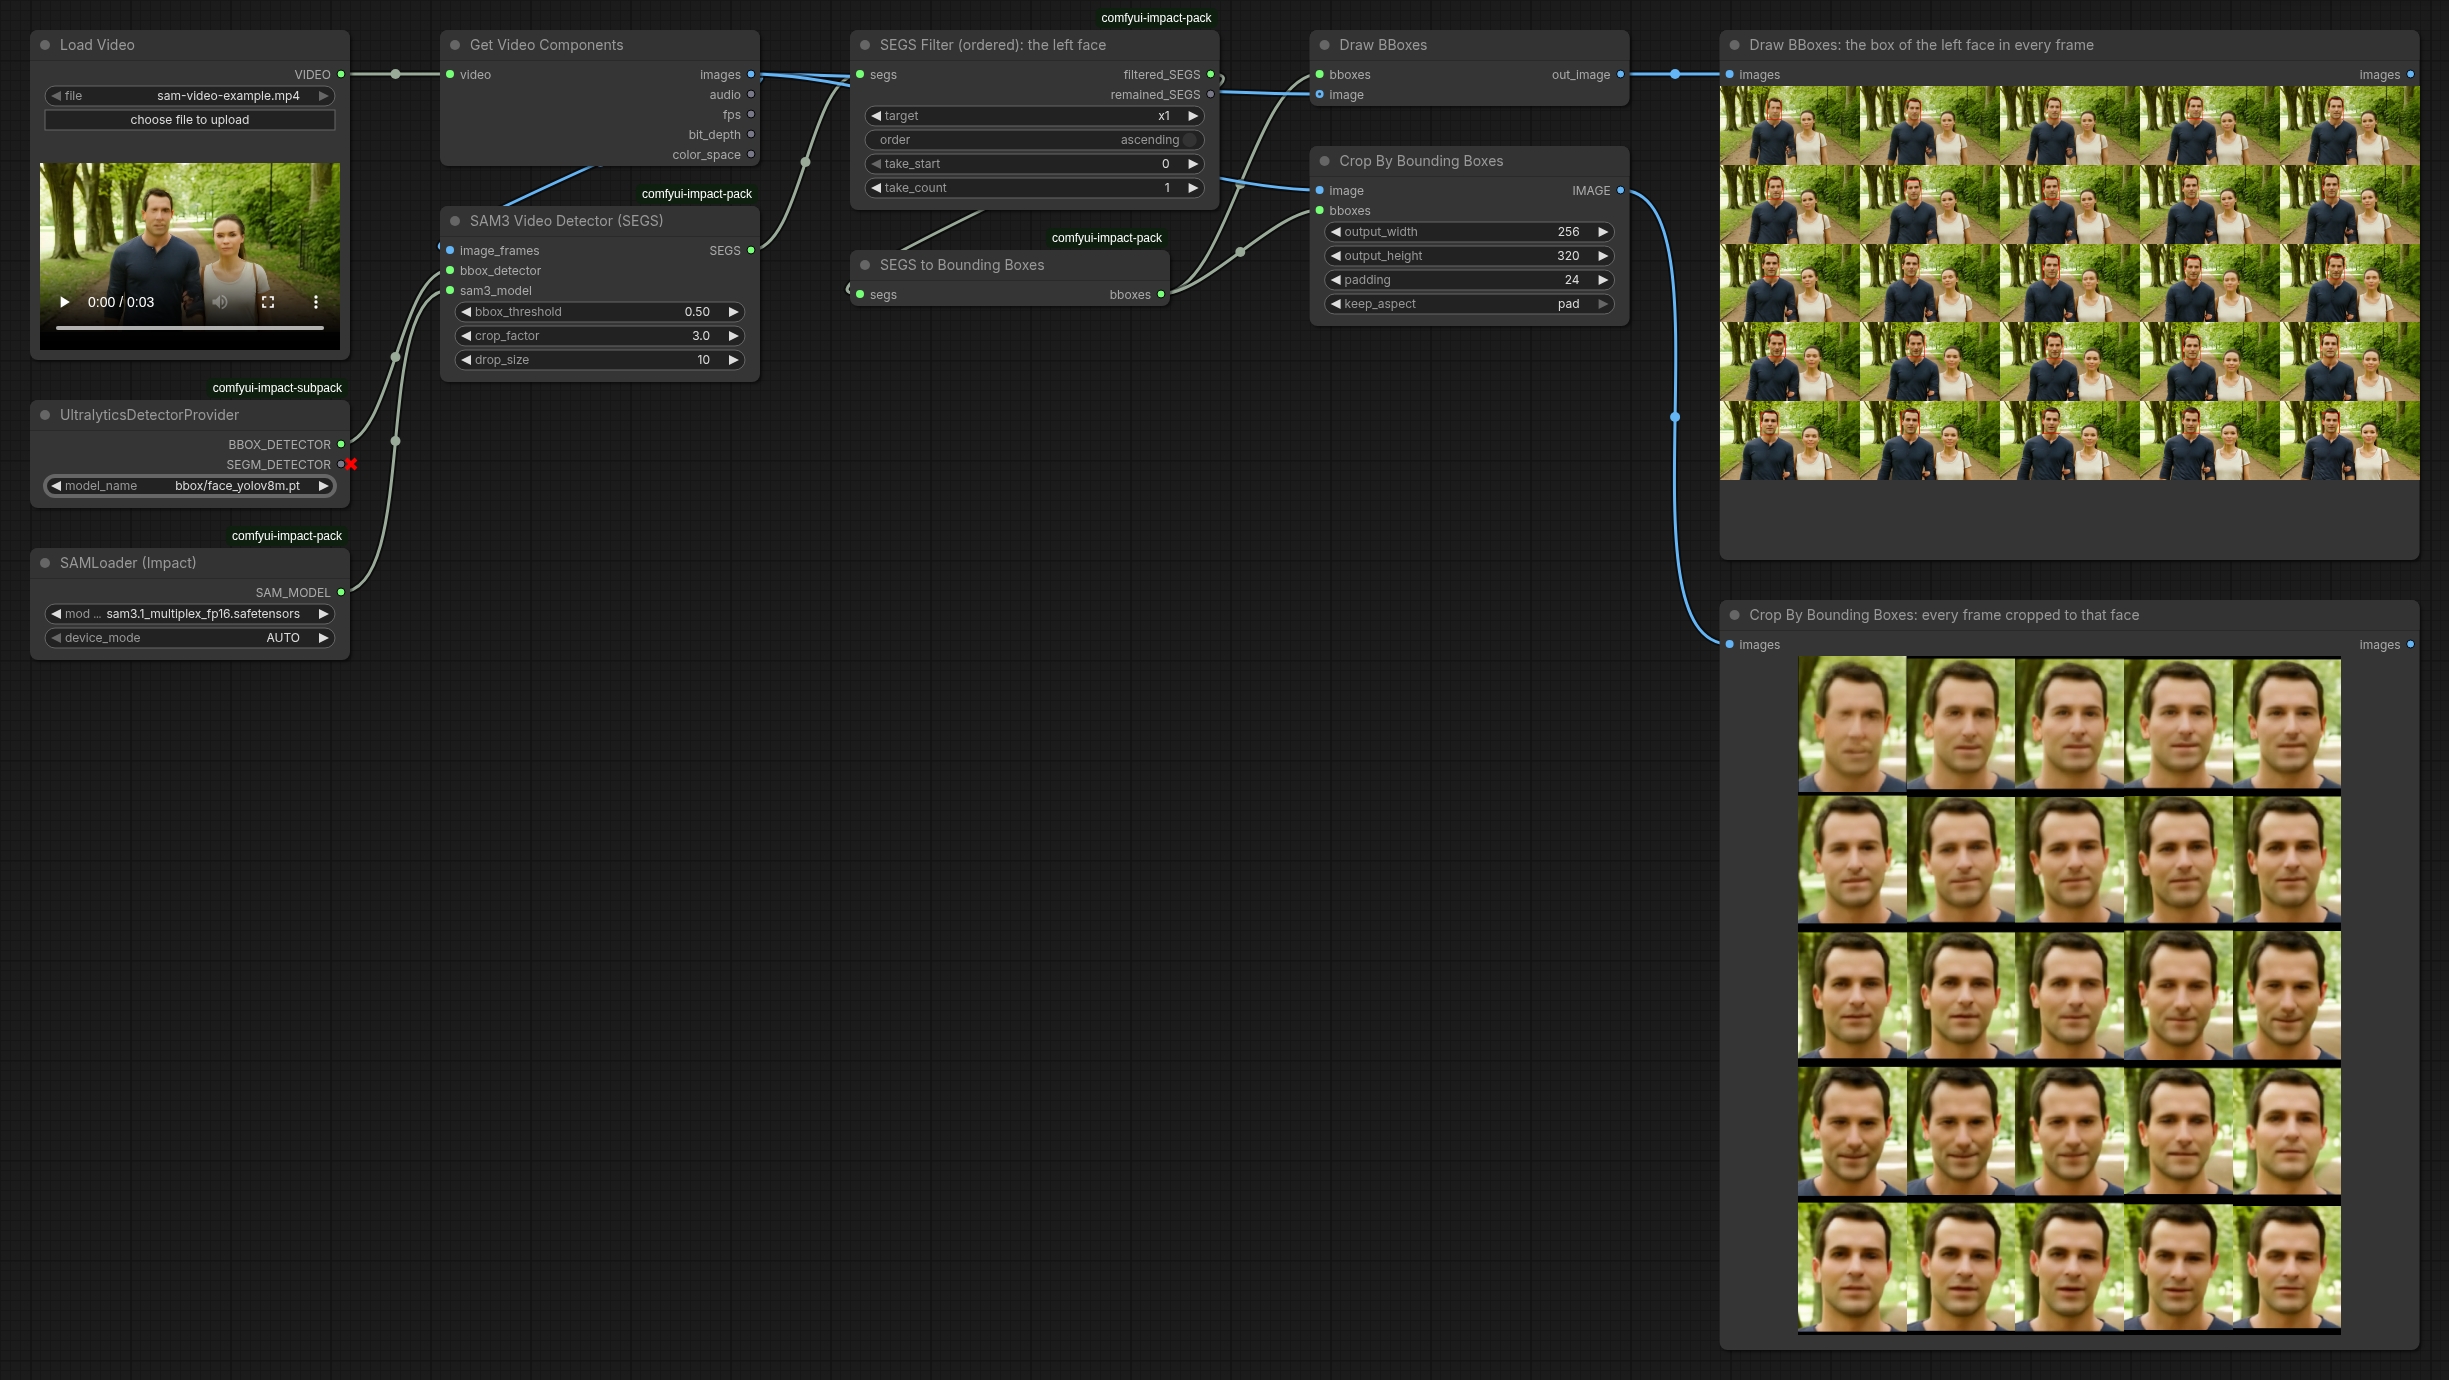 Load Video
VIDEO
file sam-video-example.mp4
choose file to upload
0:00 / 0:03
comfyui-impact-subpack
UltralyticsDetectorProvider
BBOX_DETECTOR
SEGM_DETECTOR
model_name bbox/face_yolov8m.pt
comfyui-impact-pack
SAMLoader (Impact)
SAM_MODEL
mod ... sam3.1_multiplex_fp16.safetensors
device_mode AUTO
Get Video Components
video images
audio
fps
bit_depth
color_space
comfyui-impact-pack
SAM3 Video Detector (SEGS)
image_frames SEGS
bbox_detector
sam3_model
bbox_threshold 0.50
crop_factor 3.0
drop_size 10
comfyui-impact-pack
SEGS Filter (ordered): the left face
segs filtered_SEGS
remained_SEGS
target x1
order ascending
take_start 0
take_count 1
comfyui-impact-pack
SEGS to Bounding Boxes
segs bboxes
Draw BBoxes
bboxes out_image
image
Crop By Bounding Boxes
image IMAGE
bboxes
output_width 256
output_height 320
padding 24
keep_aspect pad
Draw BBoxes: the box of the left face in every frame
images images
Crop By Bounding Boxes: every frame cropped to that face
images images